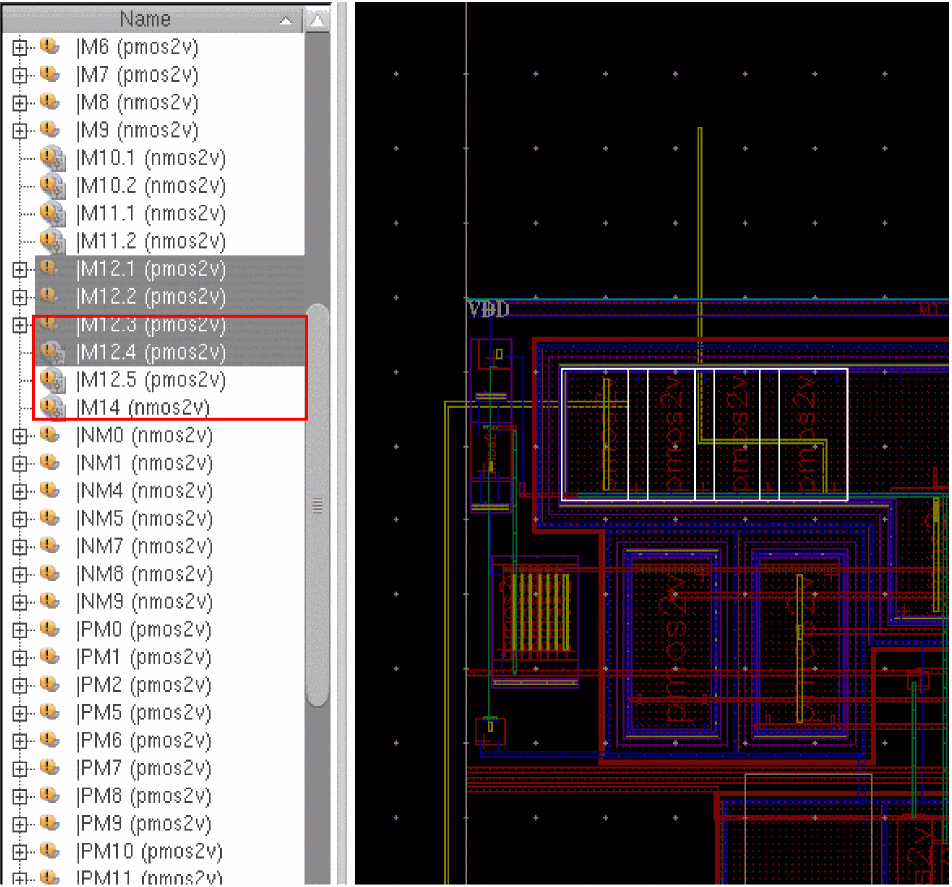 Name
|M6 (pmos2v)
|M7 (pmos2v)
|M8 (pmos2v)
|M9 (pmos2v)
|M10.1 (nmos2v)
|M10.2 (nmos2v)
|M11.1 (nmos2v)
|M11.2 (nmos2v)
|M12.1 (pmos2v)
|M12.2 (pmos2v)
|M12.3 (pmos2v)
|M12.4 (pmos2v)
|M12.5 (pmos2v)
|M14 (nmos2v)
|NM0 (nmos2v)
|NM1 (nmos2v)
|NM4 (nmos2v)
|NM5 (nmos2v)
|NM7 (nmos2v)
|NM8 (nmos2v)
|NM9 (nmos2v)
|PM0 (pmos2v)
|PM1 (pmos2v)
|PM2 (pmos2v)
|PM5 (pmos2v)
|PM6 (pmos2v)
|PM7 (pmos2v)
|PM8 (pmos2v)
|PM9 (pmos2v)
|PM10 (pmos2v)
|PM11 (pmos2v)
VDD
pmos2v
pmos2v
pmos2v
pmos2v
pmos2v
pmos2v